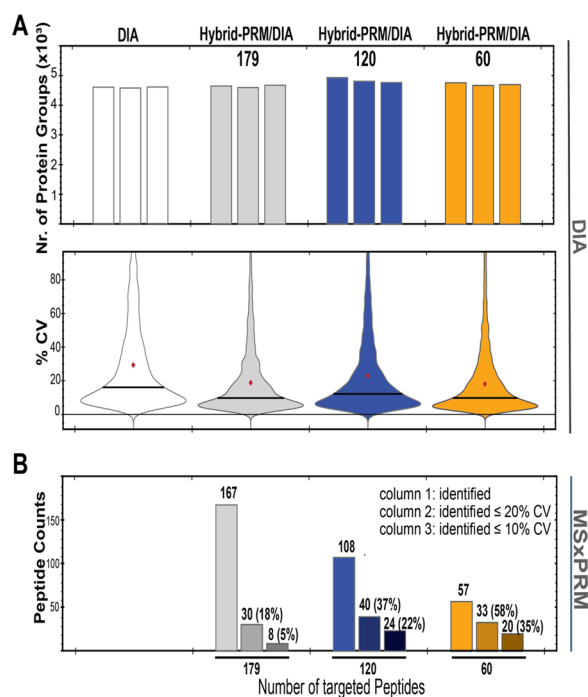 A
DIA Hybrid-PRM/DIA Hybrid-PRM/DIA Hybrid-PRM/DIA
179 120 60
Nr. of Protein Groups (x10³)
5
4
3
2
1
DIA
% CV
80
60
40
20
0
B
Peptide Counts
150
100
50
167
30 (18%)
8 (5%)
108
40 (37%)
24 (22%)
57
33 (58%)
20 (35%)
column 1: identified
column 2: identified ≤ 20% CV
column 3: identified ≤ 10% CV
MSxPRM
179 120 60
Number of targeted Peptides